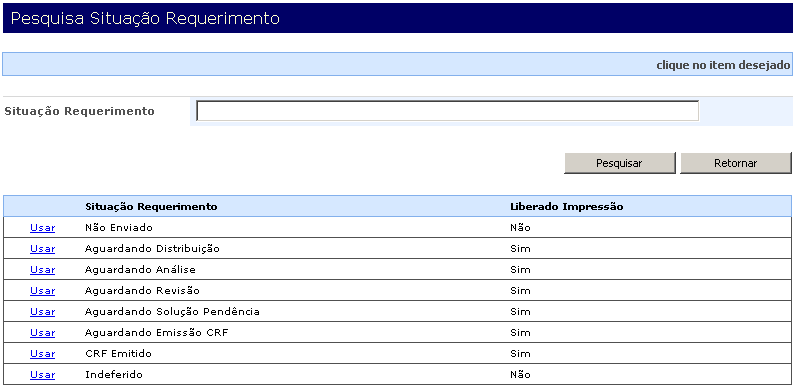 Pesquisa Situação Requerimento
clique no item desejado
Situação Requerimento
Pesquisar Retornar
Situação Requerimento Liberado Impressão
Usar Não Enviado Não
Usar Aguardando Distribuição Sim
Usar Aguardando Análise Sim
Usar Aguardando Revisão Sim
Usar Aguardando Solução Pendência Sim
Usar Aguardando Emissão CRF Sim
Usar CRF Emitido Sim
Usar Indeferido Não